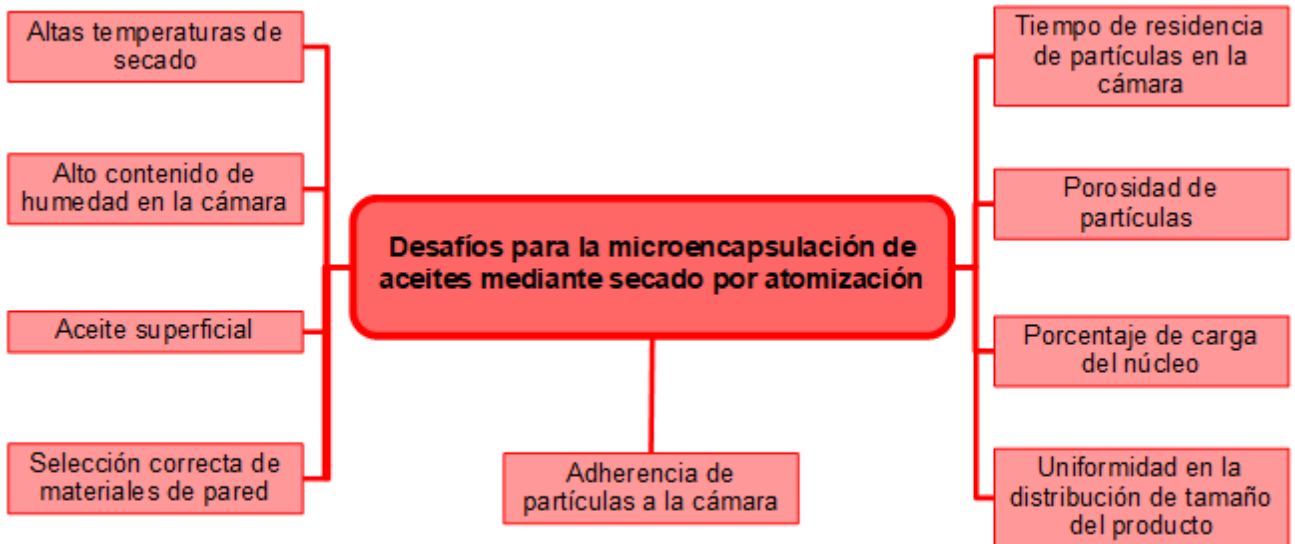 Altas temperaturas de
secado
Alto contenido de
humedad en la cámara
Aceite superficial
Selección correcta de
materiales de pared
Desafíos para la microencapsulación de
aceites mediante secado por atomización
Adherencia de
partículas a la cámara
Tiempo de residencia
de partículas en la
cámara
Porosidad de
partículas
Porcentaje de carga
del núcleo
Uniformidad en la
distribución de tamaño
del producto